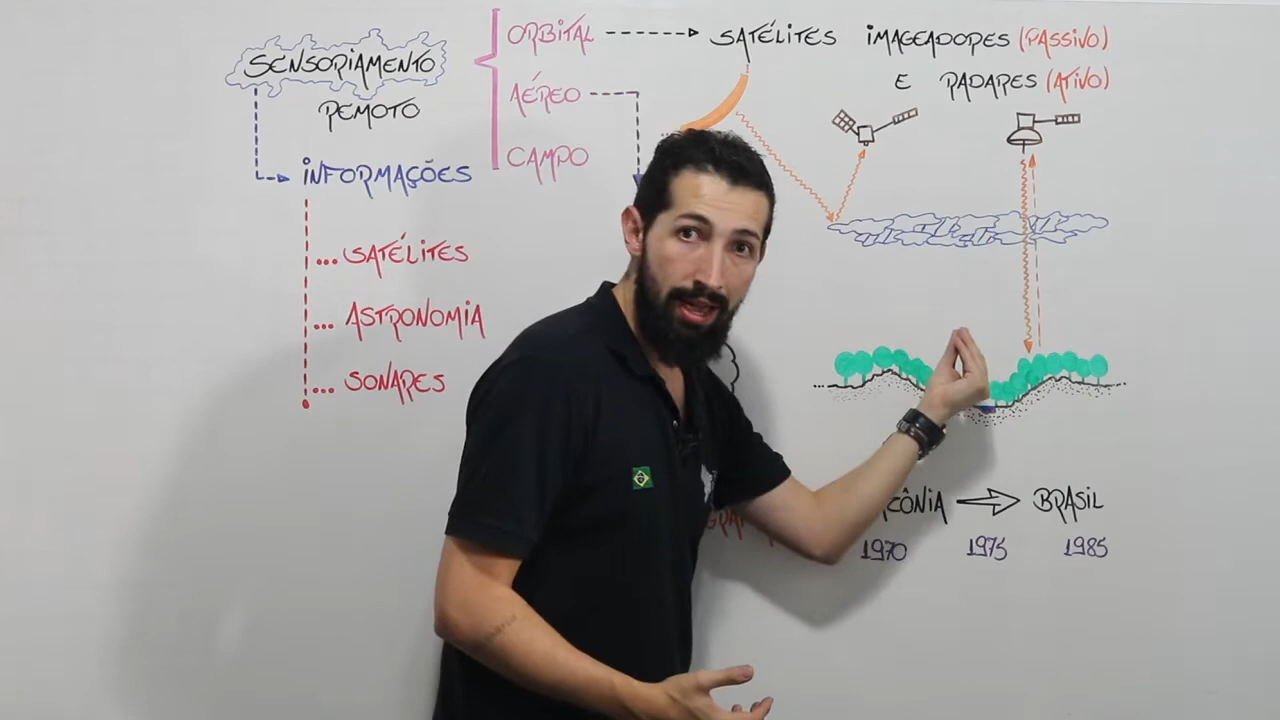 SENSORIAMENTO
REMOTO
INFORMAÇÕES
... SATÉLITES
... ASTRONOMIA
... SONARES
ORBITAL
AÉREO
CAMPO
SATÉLITES IMAGEADORES (PASSIVO)
E RADARES (ATIVO)
BRASIL
1970 1975 1985